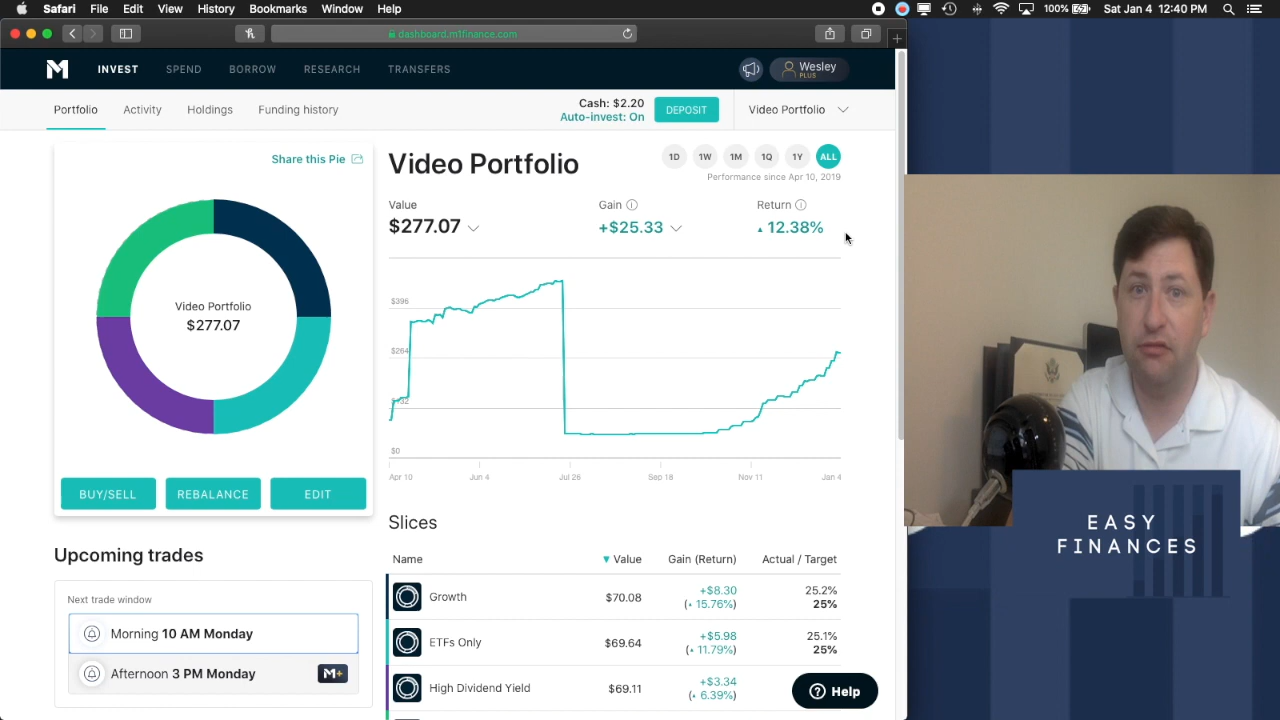 Safari File Edit View History Bookmarks Window Help 100% Sat Jan 4 12:40 PM
dashboard.m1finance.com
M INVEST SPEND BORROW RESEARCH TRANSFERS Wesley
PLUS
Portfolio Activity Holdings Funding history Cash: $2.20 DEPOSIT Video Portfolio
Auto-invest: On
Share this Pie
Video Portfolio
$277.07
BUY/SELL REBALANCE EDIT
Upcoming trades
Next trade window
Morning 10 AM Monday
Afternoon 3 PM Monday M+
Video Portfolio 1D 1W 1M 1Q 1Y ALL
Performance since Apr 10, 2019
Value Gain Return
$277.07 +$25.33 12.38%
$396
$264
$132
$0
Apr 10 Jun 4 Jul 26 Sep 18 Nov 11 Jan 4
Slices
Name Value Gain (Return) Actual / Target
Growth $70.08 +$8.30 (15.76%) 25.2% 25%
ETFs Only $69.64 +$5.98 (11.79%) 25.1% 25%
High Dividend Yield $69.11 +$3.34 (6.39%)
Help
EASY
FINANCES